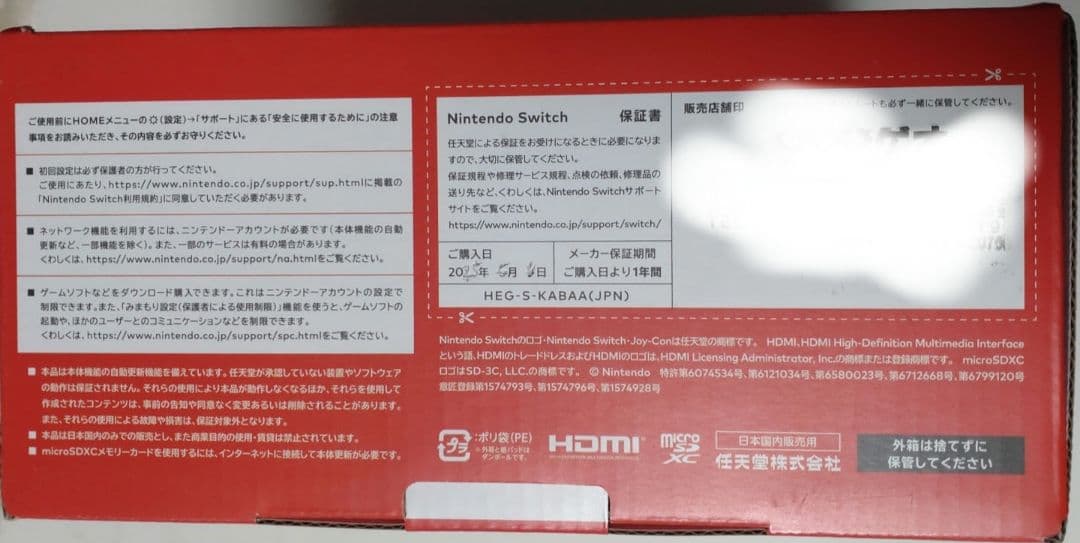 ご使用前にHOMEメニューの(設定)→「サポート」にある「安全に使用するために」の注意
事項をお読みいただき、その内容を必ずお守りください。
■ 初回設定は必ず保護者の方が行ってください。
ご使用にあたり、https://www.nintendo.co.jp/support/sup.htmlに掲載の
「Nintendo Switch利用規約」に同意していただく必要があります。
■ ネットワーク機能を利用するには、ニンテンドーアカウントが必要です(本体機能の自動
更新など、一部機能を除く)。また、一部のサービスは有料の場合があります。
くわしくは、https://www.nintendo.co.jp/support/na.htmlをご覧ください。
■ ゲームソフトなどをダウンロード購入できます。これはニンテンドーアカウントの設定で
制限できます。また、「みまもり設定(保護者による使用制限)」機能を使うと、ゲームソフトの
起動や、ほかのユーザーとのコミュニケーションなどを制限できます。
くわしくは、https://www.nintendo.co.jp/support/spc.htmlをご覧ください。
■ 本品は本体機能の自動更新機能を備えています。任天堂が承認していない装置やソフトウェア
の動作は保証されません。それらの使用により本品が動作しなくなるほか、それらを使用して
作成されたコンテンツは、事前の告知や同意なく変更あるいは削除されることがあります。
また、それらの使用による故障や損害は、保証対象外となります。
■ 本品は日本国内のみでの販売とし、また商業目的の使用・賃貸は禁止されています。
■ microSDXCメモリーカードを使用するには、インターネットに接続して本体更新が必要です。
Nintendo Switch 保証書
任天堂による保証をお受けになるときに必要になりま
すので、大切に保管してください。
保証規程や修理サービス規程、点検の依頼、修理品の
送り先など、くわしくは、Nintendo Switchサポート
サイトをご覧ください。
https://www.nintendo.co.jp/support/switch/
ご購入日 メーカー保証期間
2025年 月 日 ご購入日より1年間
HEG-S-KABAA(JPN)
販売店舗印 ートも必ず一緒に保管してください。
Nintendo Switchのロゴ・Nintendo Switch・Joy-Conは任天堂の商標です。 HDMI、HDMI High-Definition Multimedia Interface
という語、HDMIのトレードドレスおよびHDMIのロゴは、HDMI Licensing Administrator, Inc.の商標または登録商標です。 microSDXC
ロゴはSD-3C, LLCの商標です。 © Nintendo 特許第6074534号、第6121034号、第6580023号、第6712668号、第6799120号
意匠登録第1574793号、第1574796号、第1574928号
プラ :ポリ袋(PE)
※外箱と紙パッドは
ダンボールです。
HDMI
micro SD XC
日本国内販売用
任天堂株式会社
外箱は捨てずに
保管してください